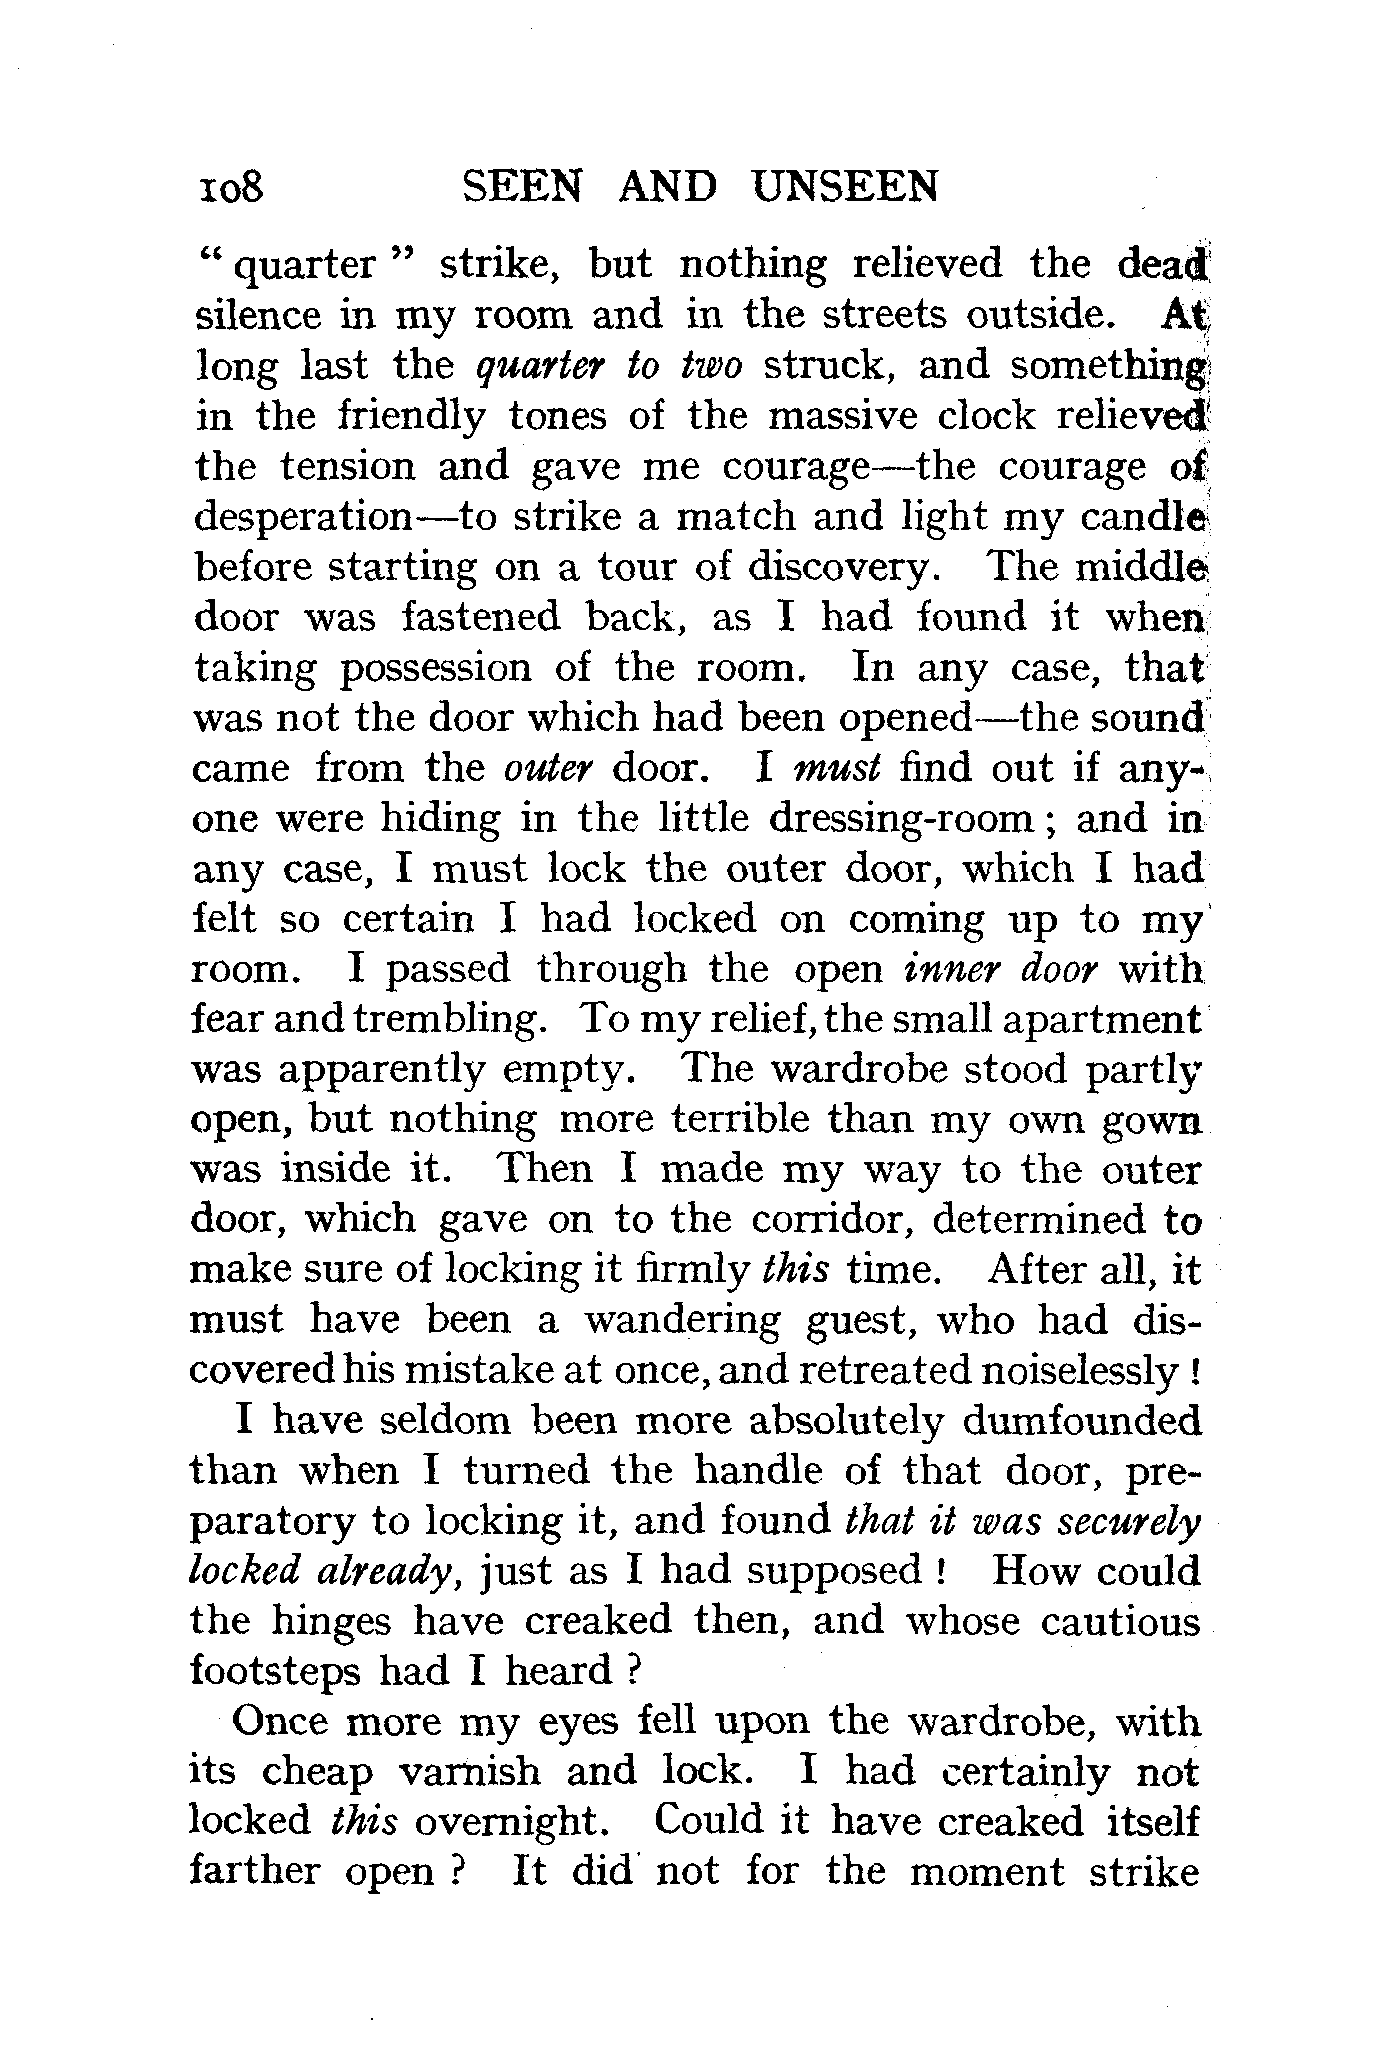 108 SEEN AND UNSEEN
“ quarter ” strike, but nothing relieved the dead
silence in my room and in the streets outside. At
long last the quarter to two struck, and something
in the friendly tones of the massive clock relieved
the tension and gave me courage—the courage of
desperation—to strike a match and light my candle
before starting on a tour of discovery. The middle
door was fastened back, as I had found it when
taking possession of the room. In any case, that
was not the door which had been opened—the sound
came from the outer door. I must find out if any-
one were hiding in the little dressing-room ; and in
any case, I must lock the outer door, which I had
felt so certain I had locked on coming up to my
room. I passed through the open inner door with
fear and trembling. To my relief, the small apartment
was apparently empty. The wardrobe stood partly
open, but nothing more terrible than my own gown
was inside it. Then I made my way to the outer
door, which gave on to the corridor, determined to
make sure of locking it firmly this time. After all, it
must have been a wandering guest, who had dis-
covered his mistake at once, and retreated noiselessly !
I have seldom been more absolutely dumfounded
than when I turned the handle of that door, pre-
paratory to locking it, and found that it was securely
locked already, just as I had supposed ! How could
the hinges have creaked then, and whose cautious
footsteps had I heard ?
Once more my eyes fell upon the wardrobe, with
its cheap varnish and lock. I had certainly not
locked this overnight. Could it have creaked itself
farther open ? It did not for the moment strike